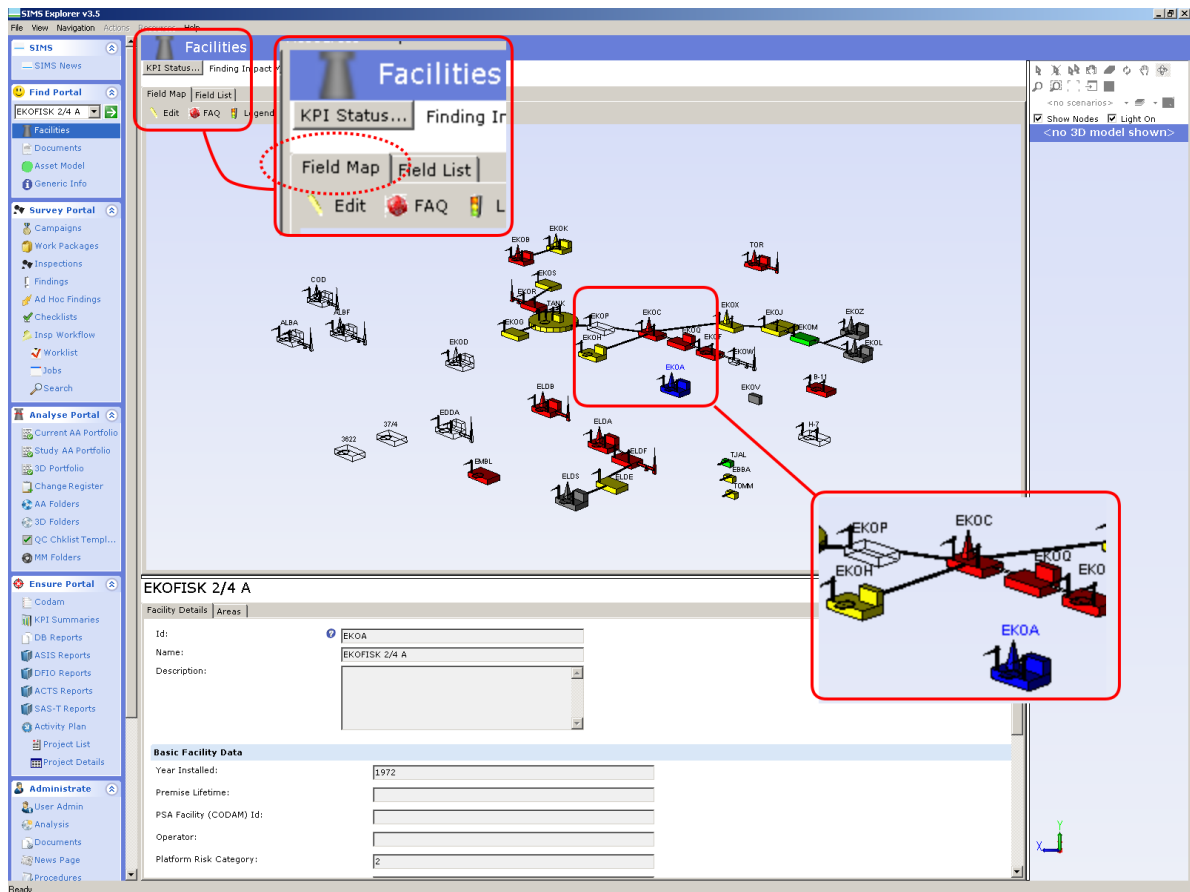 SIMS Explorer v3.5
File View Navigation Actions Resources Help
SIMS
SIMS News
Find Portal
EKOFISK 2/4 A
Facilities
Documents
Asset Model
Generic Info
Survey Portal
Campaigns
Work Packages
Inspections
Findings
Ad Hoc Findings
Checklists
Insp Workflow
Worklist
Jobs
Search
Analyse Portal
Current AA Portfolio
Study AA Portfolio
3D Portfolio
Change Register
AA Folders
3D Folders
QC Chklist Templ...
MM Folders
Ensure Portal
Codam
KPI Summaries
DB Reports
ASIS Reports
DFIO Reports
ACTS Reports
SAS-T Reports
Activity Plan
Project List
Project Details
Administrate
User Admin
Analysis
Documents
News Page
Procedures
Ready
Facilities
KPI Status... Finding Impact
Field Map Field List
Edit FAQ Legend
Facilities
KPI Status... Finding In
Field Map Field List
Edit FAQ L
EKOK
EKOB
TOR
EKOS
COD
EKOR
TANK
ALBA
ALBF
EKOG
EKOP
EKOC
EKOX
EKOJ
EKOZ
EKOH
EKOQ
EKOF
EKOM
EKOD
EKOW
EKOL
EKOA
EKOV
B-11
ELDB
EDDA
37/4
ELDA
H-7
3622
EMBL
ELDF
TJAL
EBBA
ELDS
ELDE
TOMM
EKOP
EKOC
EKOH
EKOQ
EKO
EKOA
<no scenarios>
Show Nodes Light On
<no 3D model shown>
Y
X
EKOFISK 2/4 A
Facility Details Areas
Id: EKOA
Name: EKOFISK 2/4 A
Description:
Basic Facility Data
Year Installed: 1972
Premise Lifetime:
PSA Facility (CODAM) Id:
Operator:
Platform Risk Category: 2